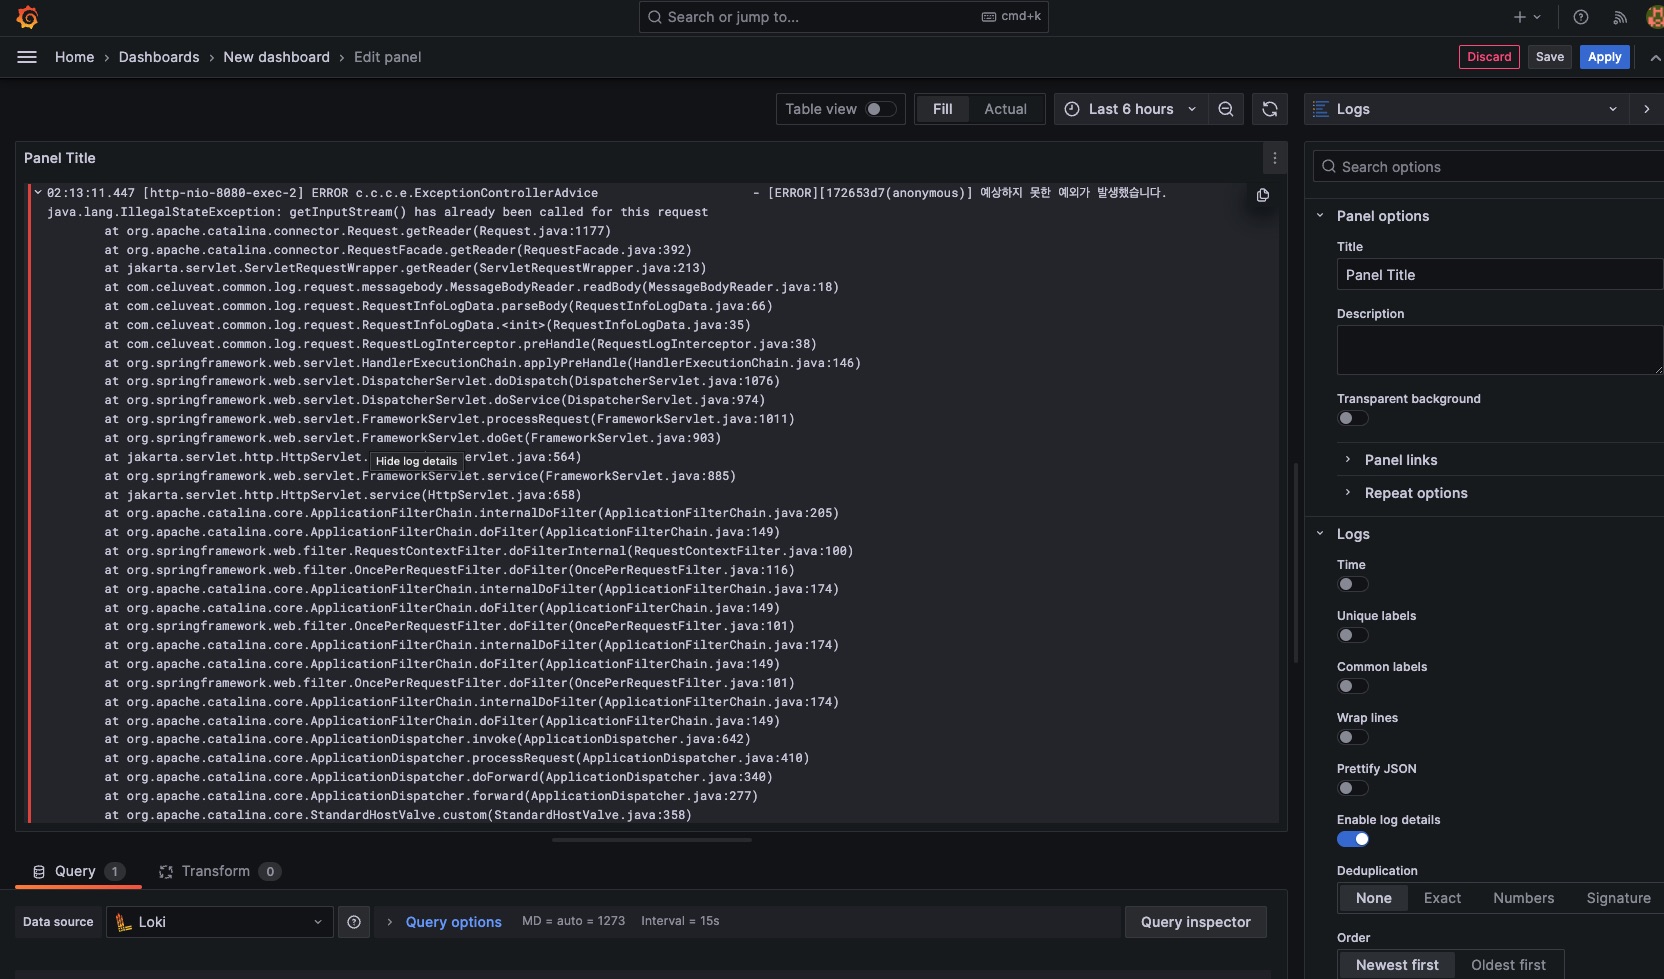 Search or jump to...
cmd+k
Home › Dashboards › New dashboard › Edit panel
Discard
Save
Apply
Table view
Fill
Actual
Last 6 hours
Logs
Panel Title
02:13:11.447 [http-nio-8080-exec-2] ERROR c.c.c.e.ExceptionControllerAdvice - [ERROR][172653d7(anonymous)] 예상하지 못한 예외가 발생했습니다.
java.lang.IllegalStateException: getInputStream() has already been called for this request
at org.apache.catalina.connector.Request.getReader(Request.java:1177)
at org.apache.catalina.connector.RequestFacade.getReader(RequestFacade.java:392)
at jakarta.servlet.ServletRequestWrapper.getReader(ServletRequestWrapper.java:213)
at com.celuveat.common.log.request.messagebody.MessageBodyReader.readBody(MessageBodyReader.java:18)
at com.celuveat.common.log.request.RequestInfoLogData.parseBody(RequestInfoLogData.java:66)
at com.celuveat.common.log.request.RequestInfoLogData.<init>(RequestInfoLogData.java:35)
at com.celuveat.common.log.request.RequestLogInterceptor.preHandle(RequestLogInterceptor.java:38)
at org.springframework.web.servlet.HandlerExecutionChain.applyPreHandle(HandlerExecutionChain.java:146)
at org.springframework.web.servlet.DispatcherServlet.doDispatch(DispatcherServlet.java:1076)
at org.springframework.web.servlet.DispatcherServlet.doService(DispatcherServlet.java:974)
at org.springframework.web.servlet.FrameworkServlet.processRequest(FrameworkServlet.java:1011)
at org.springframework.web.servlet.FrameworkServlet.doGet(FrameworkServlet.java:903)
at jakarta.servlet.http.HttpServlet. ervlet.java:564)
Hide log details
at org.springframework.web.servlet.FrameworkServlet.service(FrameworkServlet.java:885)
at jakarta.servlet.http.HttpServlet.service(HttpServlet.java:658)
at org.apache.catalina.core.ApplicationFilterChain.internalDoFilter(ApplicationFilterChain.java:205)
at org.apache.catalina.core.ApplicationFilterChain.doFilter(ApplicationFilterChain.java:149)
at org.springframework.web.filter.RequestContextFilter.doFilterInternal(RequestContextFilter.java:100)
at org.springframework.web.filter.OncePerRequestFilter.doFilter(OncePerRequestFilter.java:116)
at org.apache.catalina.core.ApplicationFilterChain.internalDoFilter(ApplicationFilterChain.java:174)
at org.apache.catalina.core.ApplicationFilterChain.doFilter(ApplicationFilterChain.java:149)
at org.springframework.web.filter.OncePerRequestFilter.doFilter(OncePerRequestFilter.java:101)
at org.apache.catalina.core.ApplicationFilterChain.internalDoFilter(ApplicationFilterChain.java:174)
at org.apache.catalina.core.ApplicationFilterChain.doFilter(ApplicationFilterChain.java:149)
at org.springframework.web.filter.OncePerRequestFilter.doFilter(OncePerRequestFilter.java:101)
at org.apache.catalina.core.ApplicationFilterChain.internalDoFilter(ApplicationFilterChain.java:174)
at org.apache.catalina.core.ApplicationFilterChain.doFilter(ApplicationFilterChain.java:149)
at org.apache.catalina.core.ApplicationDispatcher.invoke(ApplicationDispatcher.java:642)
at org.apache.catalina.core.ApplicationDispatcher.processRequest(ApplicationDispatcher.java:410)
at org.apache.catalina.core.ApplicationDispatcher.doForward(ApplicationDispatcher.java:340)
at org.apache.catalina.core.ApplicationDispatcher.forward(ApplicationDispatcher.java:277)
at org.apache.catalina.core.StandardHostValve.custom(StandardHostValve.java:358)
Query 1
Transform 0
Data source
Loki
Query options
MD = auto = 1273
Interval = 15s
Query inspector
Search options
Panel options
Title
Panel Title
Description
Transparent background
Panel links
Repeat options
Logs
Time
Unique labels
Common labels
Wrap lines
Prettify JSON
Enable log details
Deduplication
None
Exact
Numbers
Signature
Order
Newest first
Oldest first